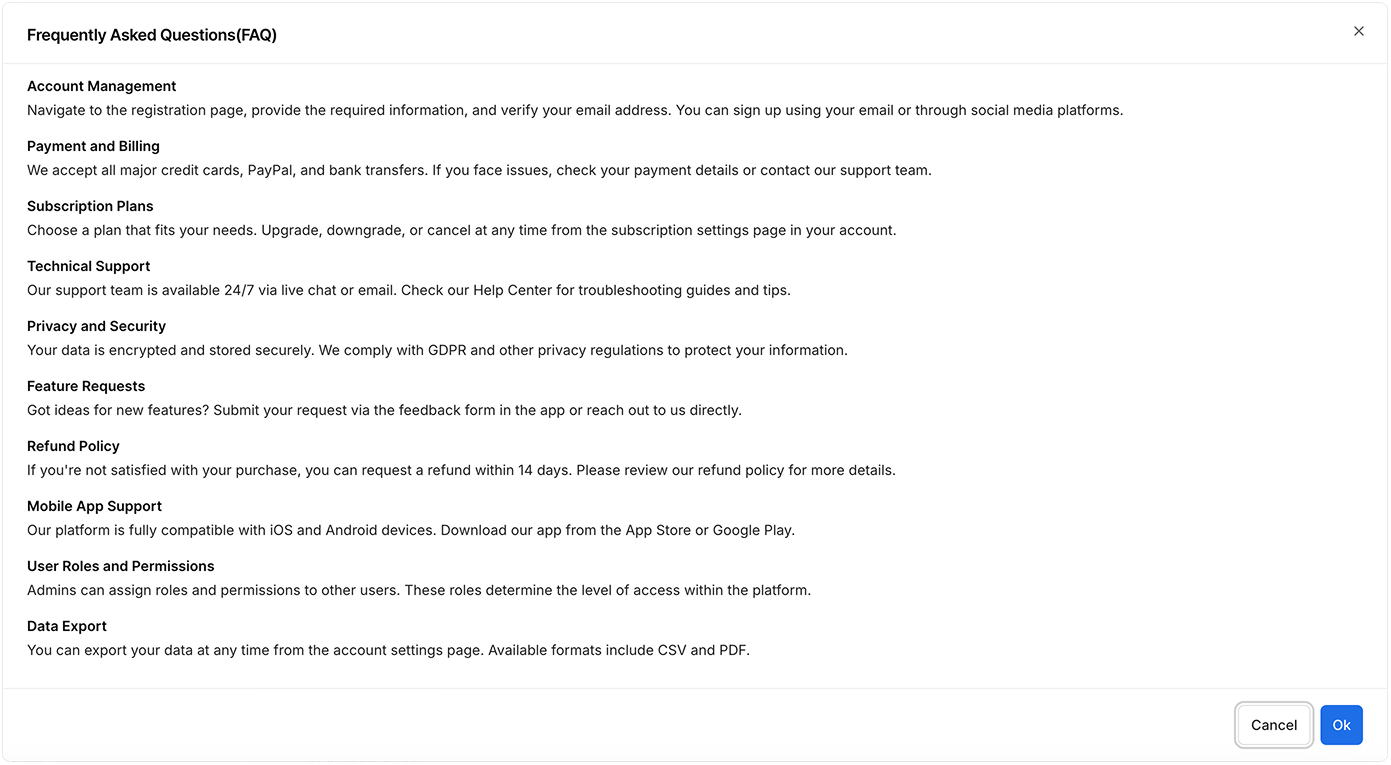 Frequently Asked Questions(FAQ)
Account Management
Navigate to the registration page, provide the required information, and verify your email address. You can sign up using your email or through social media platforms.
Payment and Billing
We accept all major credit cards, PayPal, and bank transfers. If you face issues, check your payment details or contact our support team.
Subscription Plans
Choose a plan that fits your needs. Upgrade, downgrade, or cancel at any time from the subscription settings page in your account.
Technical Support
Our support team is available 24/7 via live chat or email. Check our Help Center for troubleshooting guides and tips.
Privacy and Security
Your data is encrypted and stored securely. We comply with GDPR and other privacy regulations to protect your information.
Feature Requests
Got ideas for new features? Submit your request via the feedback form in the app or reach out to us directly.
Refund Policy
If you're not satisfied with your purchase, you can request a refund within 14 days. Please review our refund policy for more details.
Mobile App Support
Our platform is fully compatible with iOS and Android devices. Download our app from the App Store or Google Play.
User Roles and Permissions
Admins can assign roles and permissions to other users. These roles determine the level of access within the platform.
Data Export
You can export your data at any time from the account settings page. Available formats include CSV and PDF.
Cancel
Ok